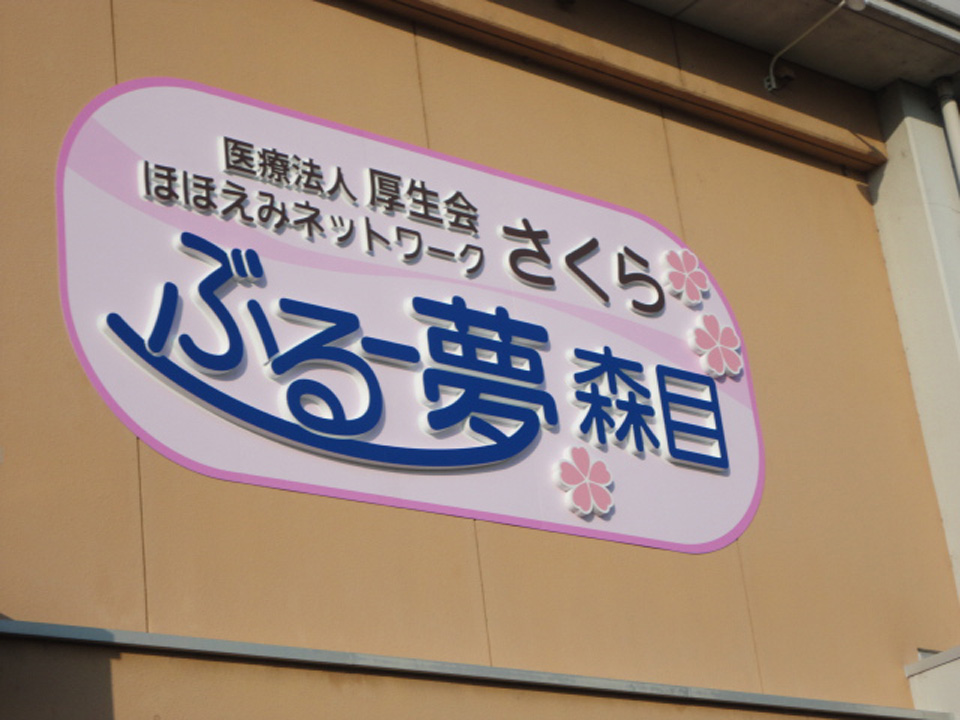 医療法人 厚生会
ほほえみネットワーク さくら
ぶるー夢 森目